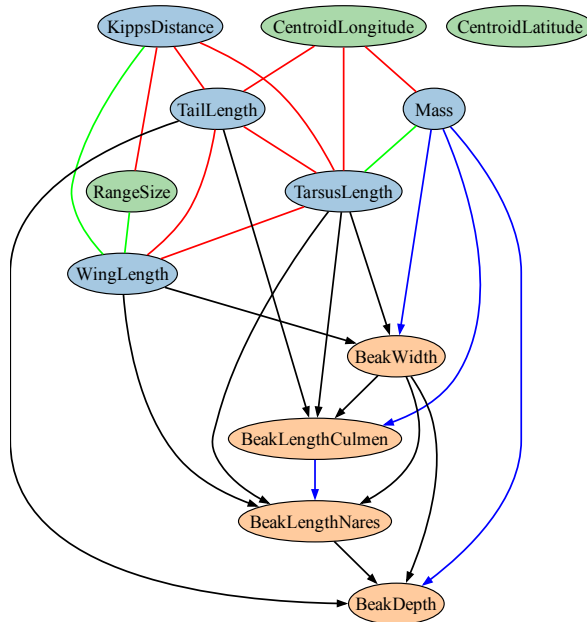 KippsDistance
CentroidLongitude
CentroidLatitude
TailLength
Mass
RangeSize
TarsusLength
WingLength
BeakWidth
BeakLengthCulmen
BeakLengthNares
BeakDepth